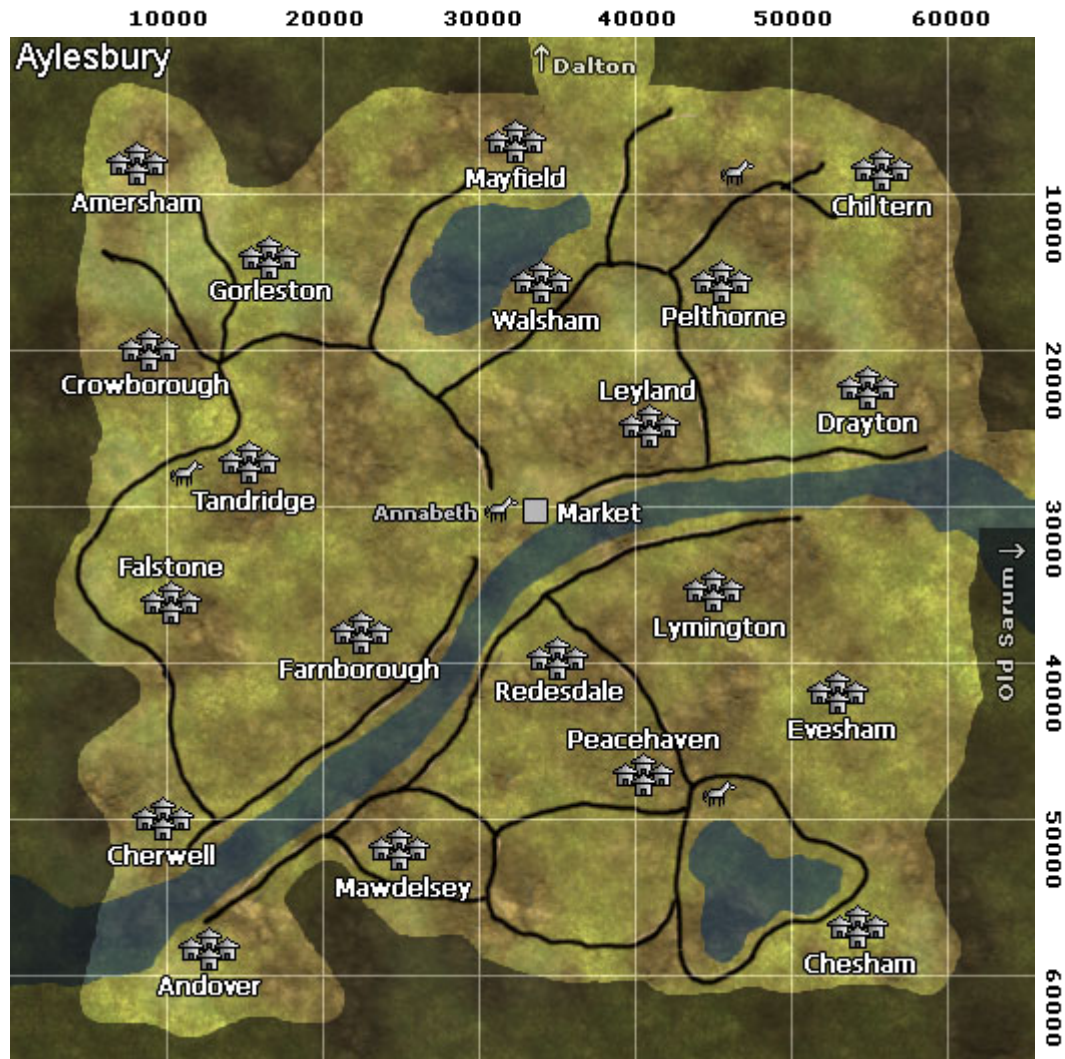 10000 20000 30000 40000 50000 60000
Aylesbury
Dalton
Mayfield
Amersham
Chiltern
10000
Gorleston
Walsham
Pelthorne
20000
Crowborough
Leyland
Drayton
Tandridge
Annabeth
Market
30000
Falstone
Lymington
Old Sarum
Farnborough
Redesdale
40000
Evesham
Peacehaven
Cherwell
50000
Mawdelsey
Chesham
Andover
60000